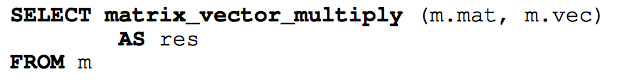 SELECT matrix_vector_multiply (m.mat, m.vec)
AS res
FROM m